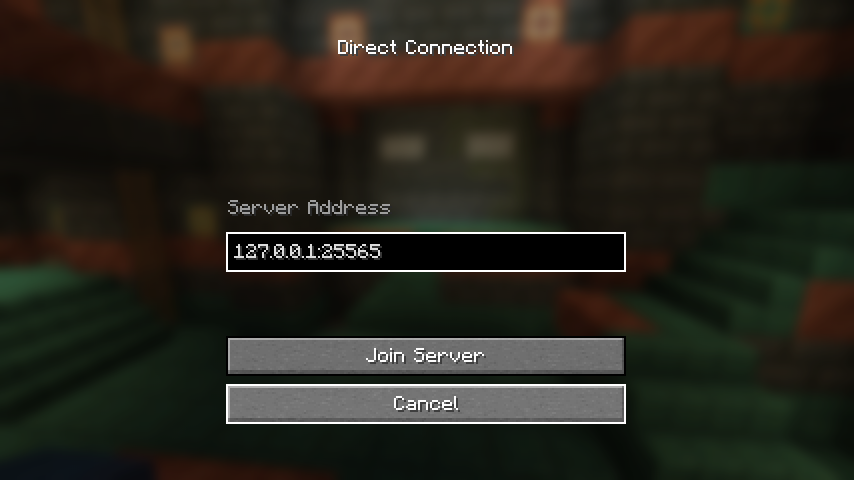 Direct Connection
Server Address
127.0.0.1:25565
Join Server
Cancel